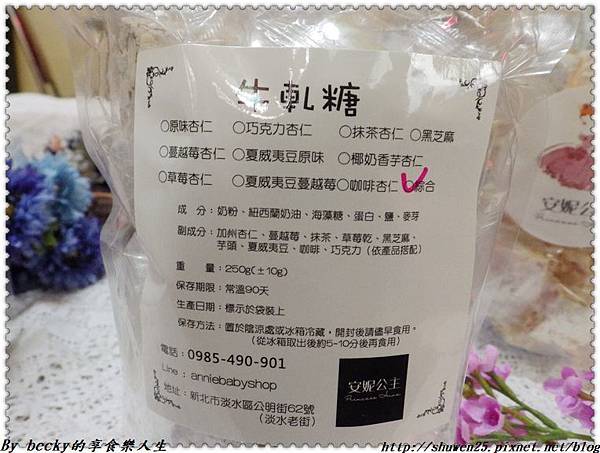 牛軋糖
○原味杏仁 ○巧克力杏仁 ○抹茶杏仁 ○黑芝麻
○蔓越莓杏仁 ○夏威夷豆原味 ○椰奶香芋杏仁
○草莓杏仁 ○夏威夷豆蔓越莓 ○咖啡杏仁 ○綜合
成 分：奶粉、紐西蘭奶油、海藻糖、蛋白、鹽、麥芽
副成分：加州杏仁、蔓越莓、抹茶、草莓乾、黑芝麻、
芋頭、夏威夷豆、咖啡、巧克力（依產品搭配）
重 量：250g(±10g)
保存期限：常溫90天
生產日期：標示於袋裝上
保存方法：置於陰涼處或冰箱冷藏，開封後請儘早食用。
（從冰箱取出後約5-10分後再食用）
電話：0985-490-901
Line：anniebabyshop
地址：新北市淡水區公明街62號
（淡水老街）
安妮公主
Princess Anne
安妮公主
By bccky的享食樂人生
http://shuwen25.pixnet.net/blog